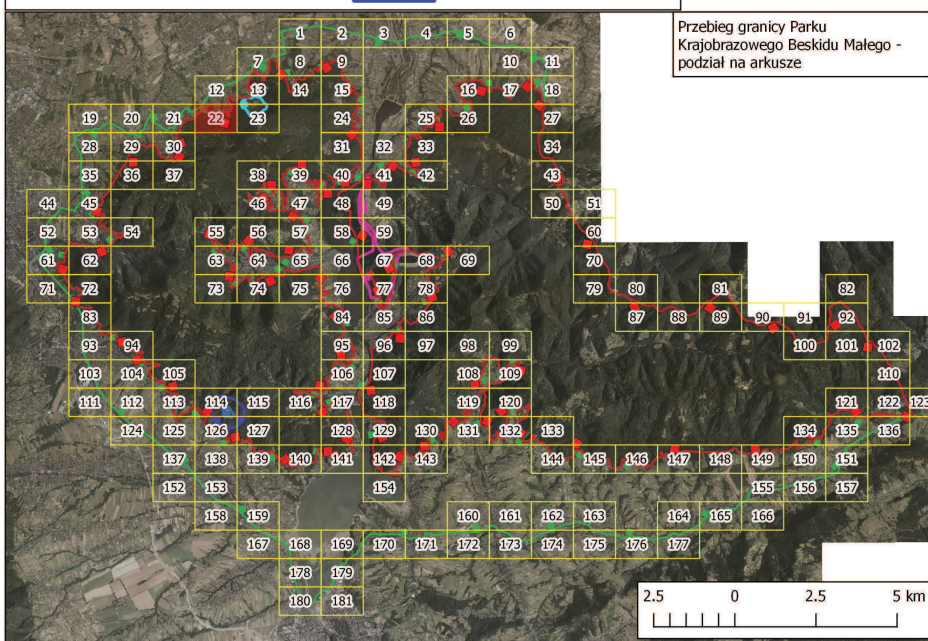 Przebieg granicy Parku
Krajobrazowego Beskidu Małego -
podział na arkusze
1 2 3 4 5 6
7 8 9 10 11
12 13 14 15 16 17 18
19 20 21 22 23 24 25 26 27
28 29 30 31 32 33 34
35 36 37 38 39 40 41 42 43
44 45 46 47 48 49 50 51
52 53 54 55 56 57 58 59 60
61 62 63 64 65 66 67 68 69 70
71 72 73 74 75 76 77 78 79 80 81 82
83 84 85 86 87 88 89 90 91 92
93 94 95 96 97 98 99 100 101 102
103 104 105 106 107 108 109 110
111 112 113 114 115 116 117 118 119 120 121 122 123
124 125 126 127 128 129 130 131 132 133 134 135 136
137 138 139 140 141 142 143 144 145 146 147 148 149 150 151
152 153 154 155 156 157
158 159 160 161 162 163 164 165 166
167 168 169 170 171 172 173 174 175 176 177
178 179
180 181
2.5 0 2.5 5 km